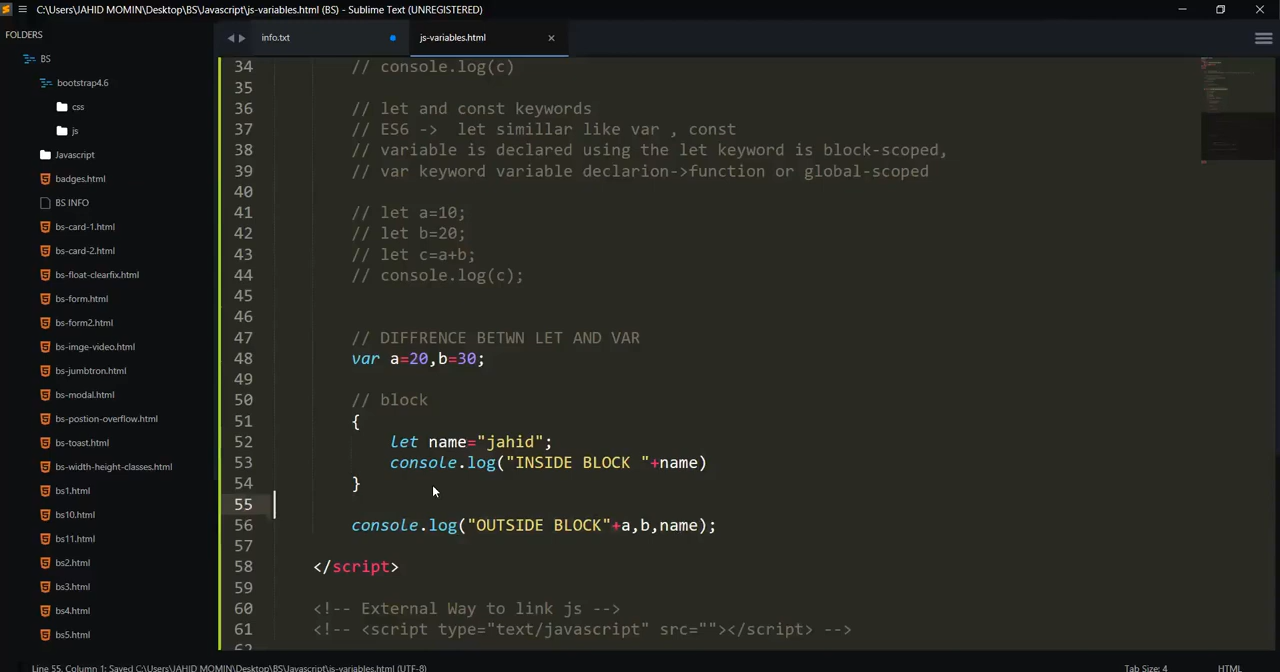 C:\Users\JAHID MOMIN\Desktop\BS\Javascript\js-variables.html (BS) - Sublime Text (UNREGISTERED)
FOLDERS
BS
bootstrap4.6
css
js
Javascript
badges.html
BS INFO
bs-card-1.html
bs-card-2.html
bs-float-clearfix.html
bs-form.html
bs-form2.html
bs-imge-video.html
bs-jumbtron.html
bs-modal.html
bs-postion-overflow.html
bs-toast.html
bs-width-height-classes.html
bs1.html
bs10.html
bs11.html
bs2.html
bs3.html
bs4.html
bs5.html
info.txt
js-variables.html
34 // console.log(c)
35
36 // let and const keywords
37 // ES6 -> let simillar like var , const
38 // variable is declared using the let keyword is block-scoped,
39 // var keyword variable declarion->function or global-scoped
40
41 // let a=10;
42 // let b=20;
43 // let c=a+b;
44 // console.log(c);
45
46
47 // DIFFRENCE BETWN LET AND VAR
48 var a=20,b=30;
49
50 // block
51 {
52 let name="jahid";
53 console.log("INSIDE BLOCK "+name)
54 }
55
56 console.log("OUTSIDE BLOCK"+a,b,name);
57
58 </script>
59
60 <!-- External Way to link js -->
61 <!-- <script type="text/javascript" src=""></script> -->
62
Line 55, Column 1; Saved C:\Users\JAHID MOMIN\Desktop\BS\Javascript\js-variables.html (UTF-8)
Tab Size: 4
HTML